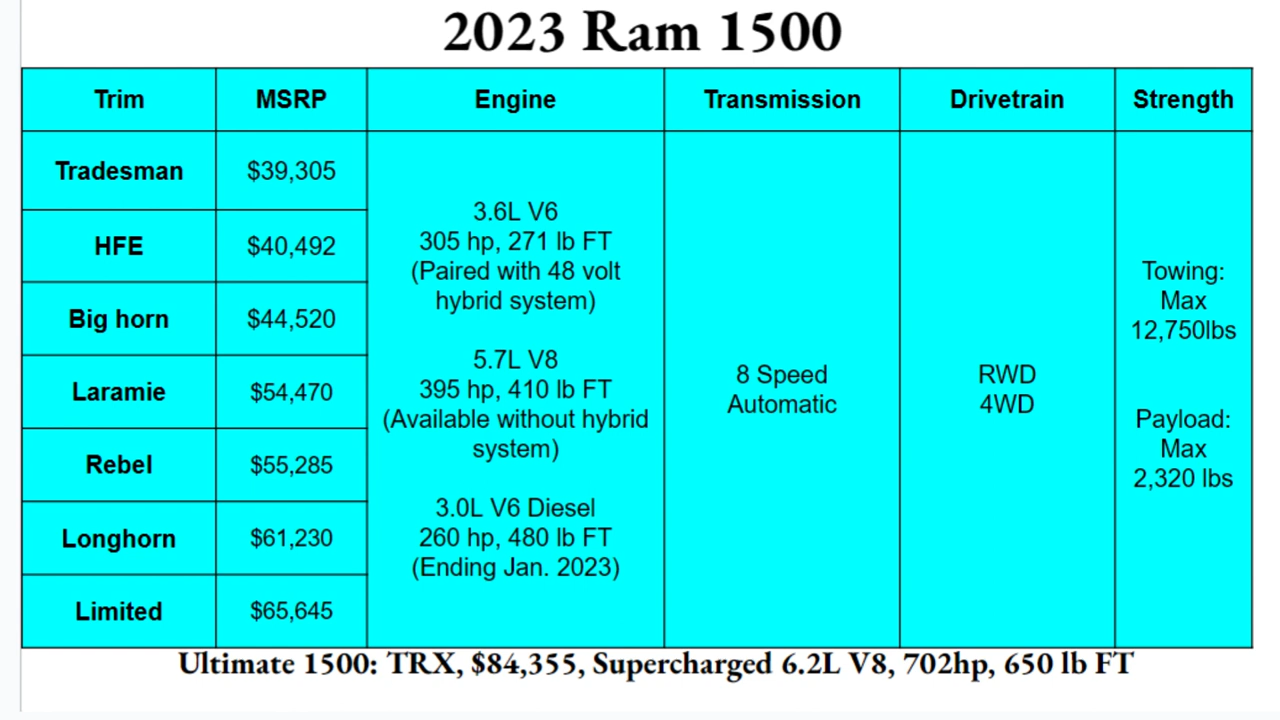 2023 Ram 1500
Trim MSRP Engine Transmission Drivetrain Strength
Tradesman $39,305
HFE $40,492
Big horn $44,520
Laramie $54,470
Rebel $55,285
Longhorn $61,230
Limited $65,645
3.6L V6
305 hp, 271 lb FT
(Paired with 48 volt
hybrid system)
5.7L V8
395 hp, 410 lb FT
(Available without hybrid
system)
3.0L V6 Diesel
260 hp, 480 lb FT
(Ending Jan. 2023)
8 Speed
Automatic
RWD
4WD
Towing:
Max
12,750lbs
Payload:
Max
2,320 lbs
Ultimate 1500: TRX, $84,355, Supercharged 6.2L V8, 702hp, 650 lb FT